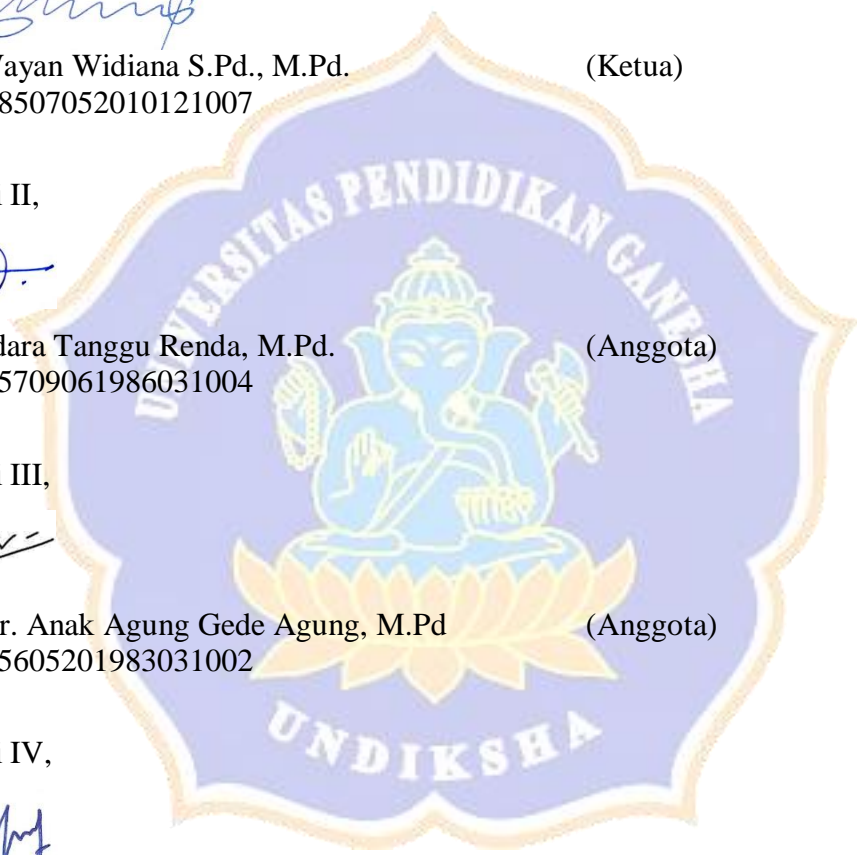 ayan Widiana S.Pd., M.Pd. (Ketua)
8507052010121007
II,
UNIVERSITAS PENDIDIKAN GANESHA
dara Tanggu Renda, M.Pd. (Anggota)
5709061986031004
III,
r. Anak Agung Gede Agung, M.Pd (Anggota)
5605201983031002
UNDIKSHA
IV,